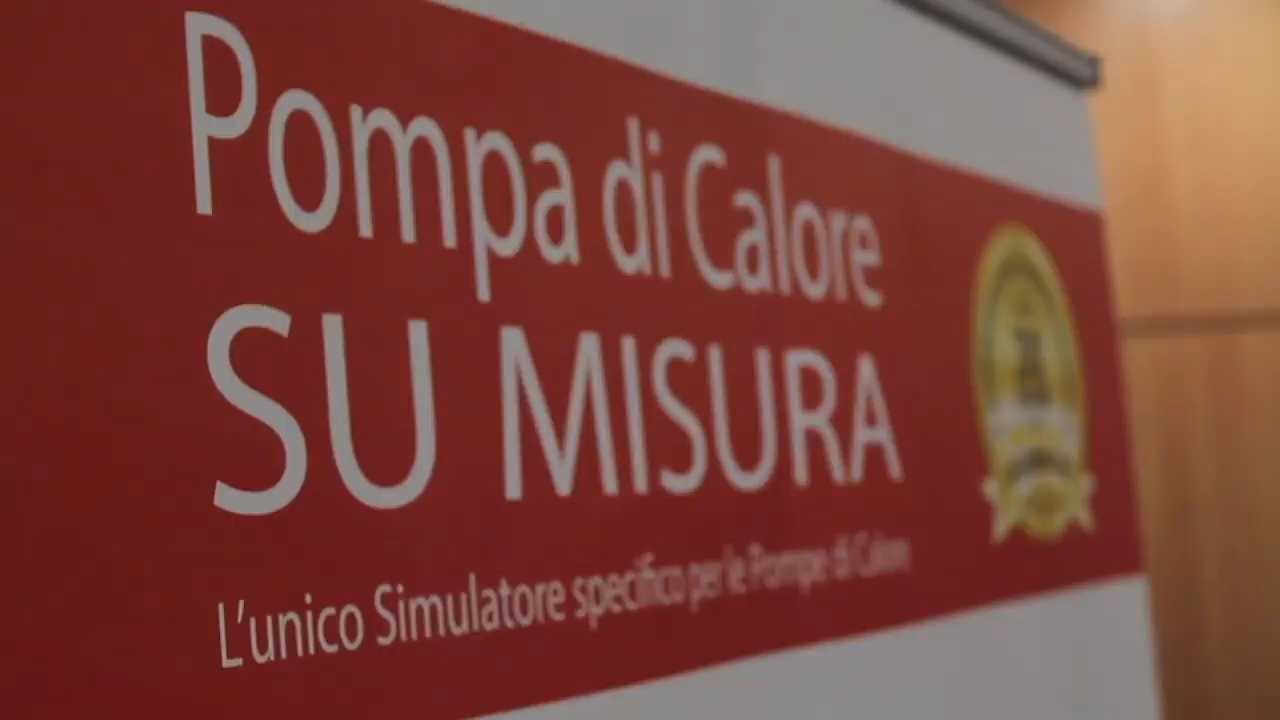 Pompa di Calore
SU MISURA
L'unico Simulatore specifico per le Pompe di Calore